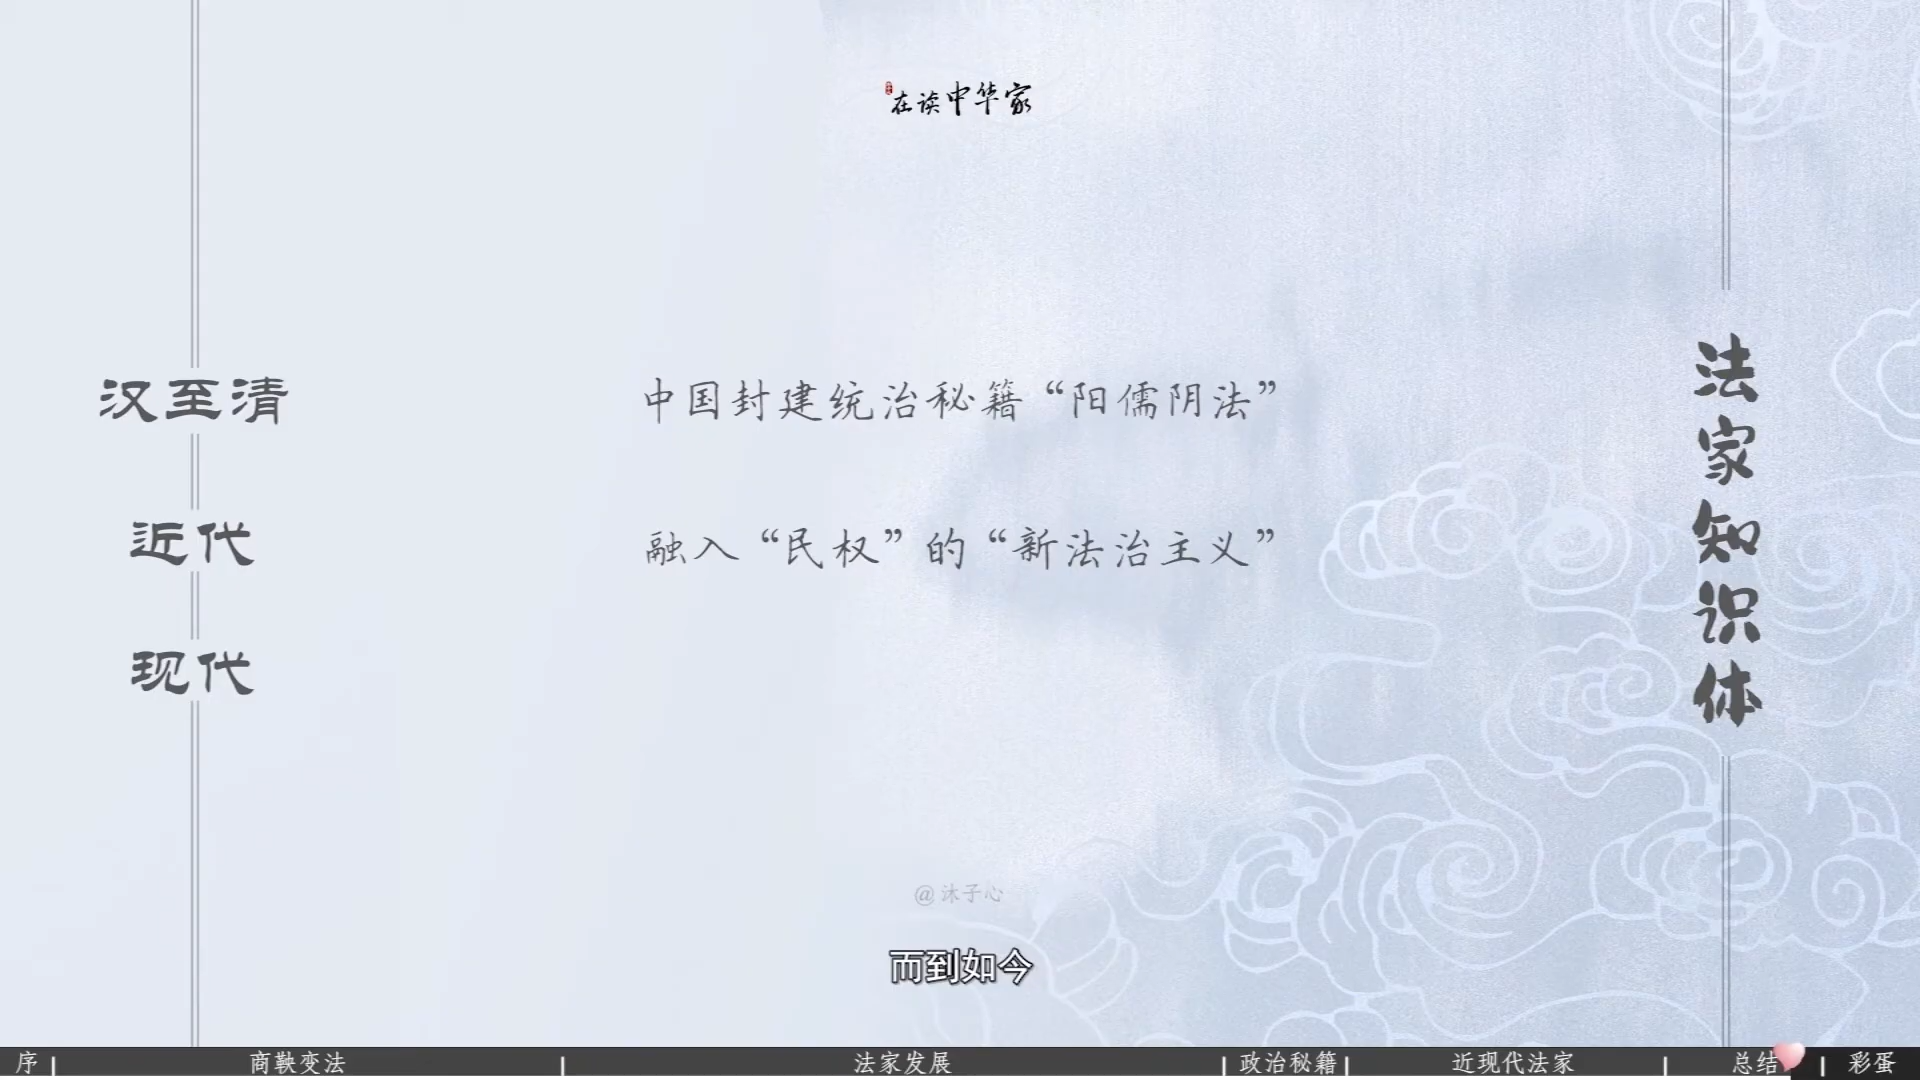 在读中华家
汉至清
中国封建统治秘籍“阳儒阴法”
近代
融入“民权”的“新法治主义”
现代
法家知识体
@沐子心
而到如今
序 | 商鞅变法 | 法家发展 | 政治秘籍 | 近现代法家 | 总结 | 彩蛋